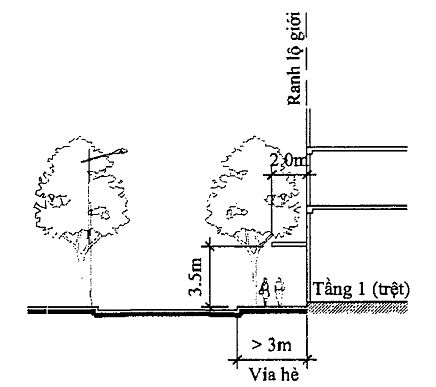 Ranh lộ giới
2.0m
3.5m
Tầng 1 (trệt)
> 3m
Vỉa hè